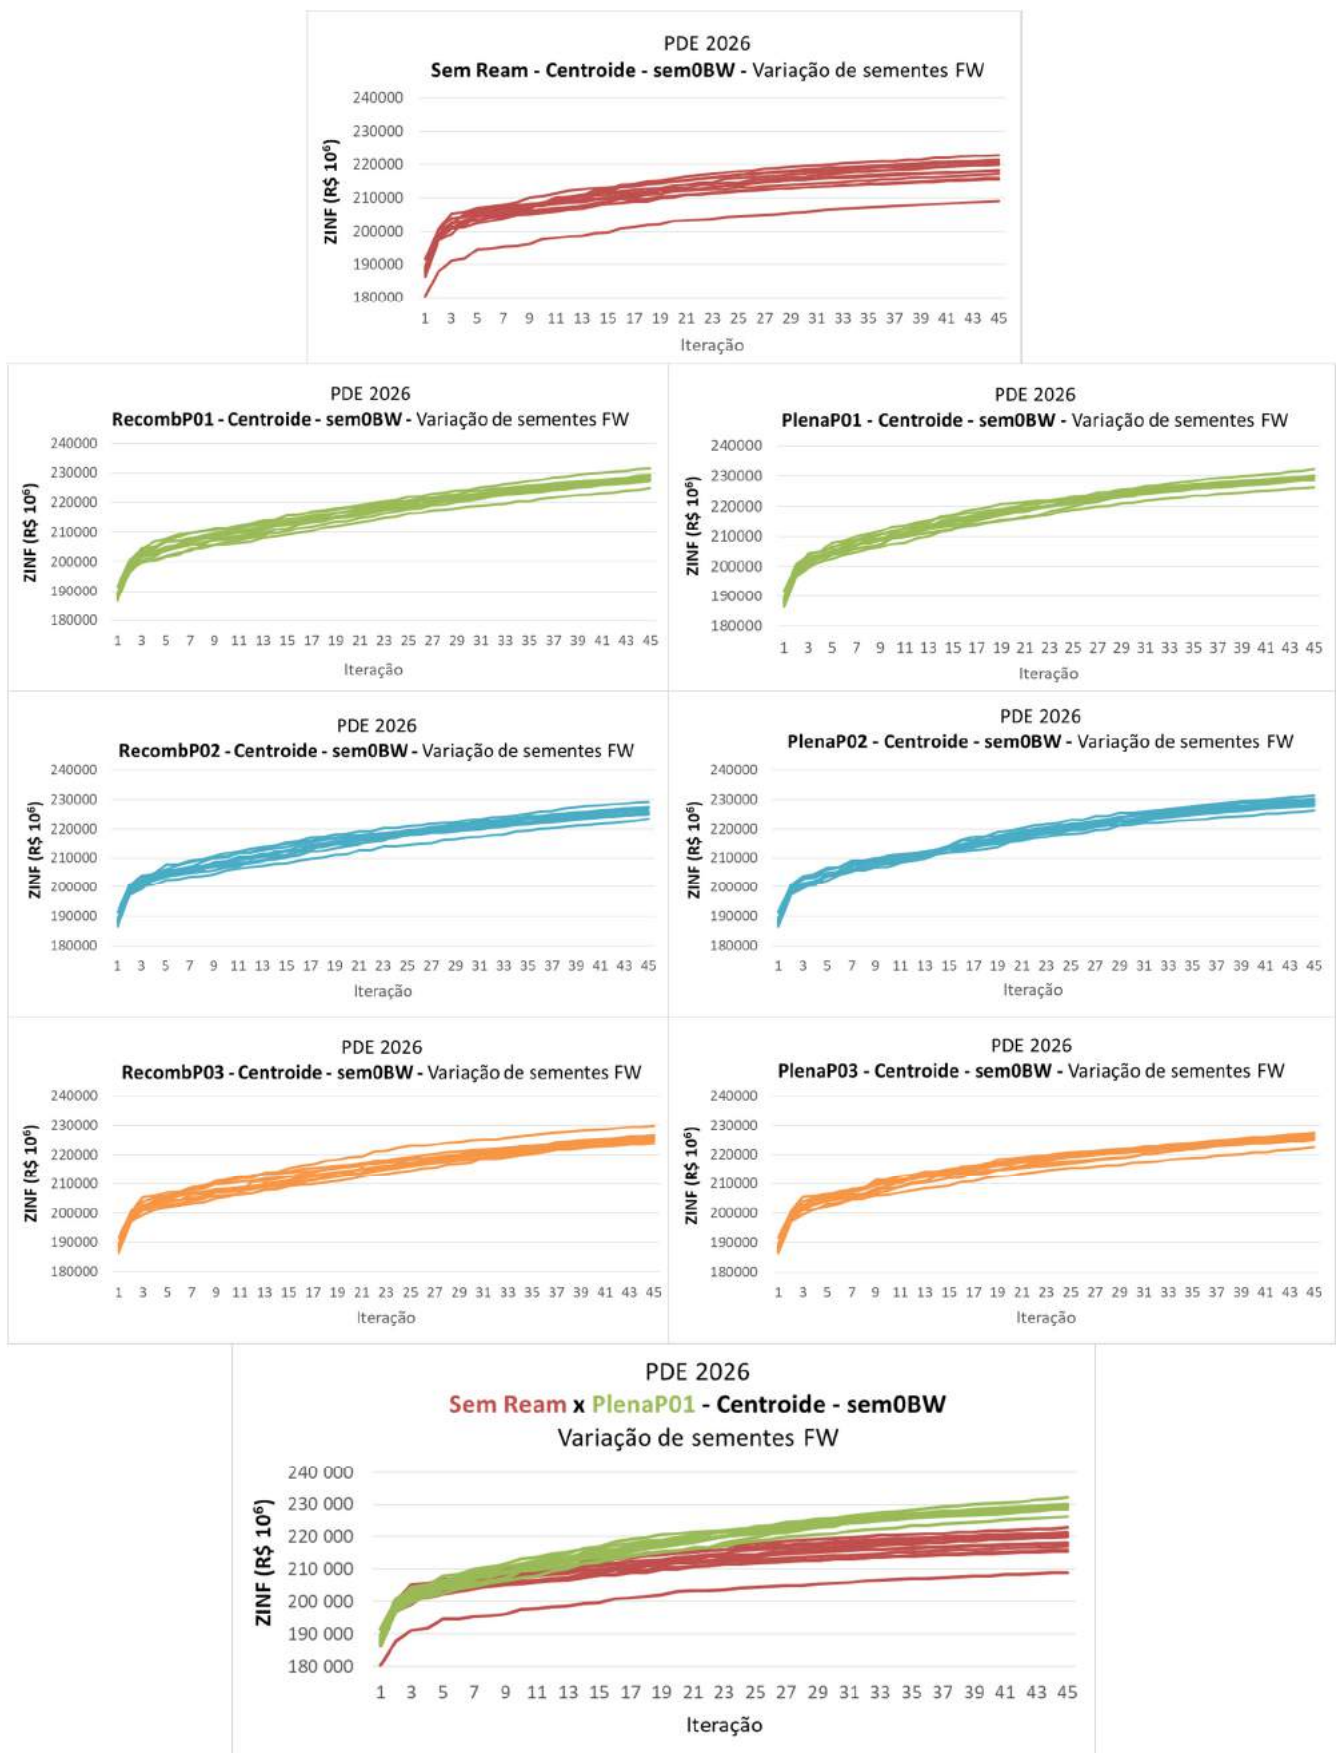 PDE 2026
Sem Ream - Centroide - sem0BW - Variação de sementes FW
240000
230000
220000
210000
200000
190000
180000
ZINF (R$ 10⁶)
1 3 5 7 9 11 13 15 17 19 21 23 25 27 29 31 33 35 37 39 41 43 45
Iteração
PDE 2026
RecombP01 - Centroide - sem0BW - Variação de sementes FW
240000
230000
220000
210000
200000
190000
180000
ZINF (R$ 10⁶)
1 3 5 7 9 11 13 15 17 19 21 23 25 27 29 31 33 35 37 39 41 43 45
Iteração
PDE 2026
PlenaP01 - Centroide - sem0BW - Variação de sementes FW
240000
230000
220000
210000
200000
190000
180000
ZINF (R$ 10⁶)
1 3 5 7 9 11 13 15 17 19 21 23 25 27 29 31 33 35 37 39 41 43 45
Iteração
PDE 2026
RecombP02 - Centroide - sem0BW - Variação de sementes FW
240000
230000
220000
210000
200000
190000
180000
ZINF (R$ 10⁶)
1 3 5 7 9 11 13 15 17 19 21 23 25 27 29 31 33 35 37 39 41 43 45
Iteração
PDE 2026
PlenaP02 - Centroide - sem0BW - Variação de sementes FW
240000
230000
220000
210000
200000
190000
180000
ZINF (R$ 10⁶)
1 3 5 7 9 11 13 15 17 19 21 23 25 27 29 31 33 35 37 39 41 43 45
Iteração
PDE 2026
RecombP03 - Centroide - sem0BW - Variação de sementes FW
240000
230000
220000
210000
200000
190000
180000
ZINF (R$ 10⁶)
1 3 5 7 9 11 13 15 17 19 21 23 25 27 29 31 33 35 37 39 41 43 45
Iteração
PDE 2026
PlenaP03 - Centroide - sem0BW - Variação de sementes FW
240000
230000
220000
210000
200000
190000
180000
ZINF (R$ 10⁶)
1 3 5 7 9 11 13 15 17 19 21 23 25 27 29 31 33 35 37 39 41 43 45
Iteração
PDE 2026
Sem Ream x PlenaP01 - Centroide - sem0BW
Variação de sementes FW
240 000
230 000
220 000
210 000
200 000
190 000
180 000
ZINF (R$ 10⁶)
1 3 5 7 9 11 13 15 17 19 21 23 25 27 29 31 33 35 37 39 41 43 45
Iteração